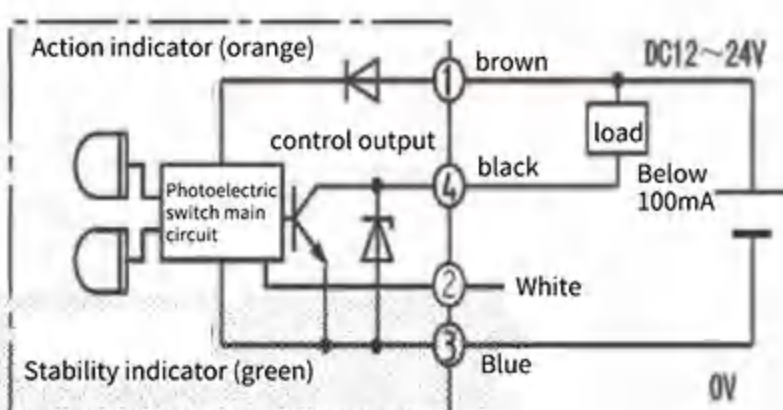 Action indicator (orange)
① brown
DC12~24V
control output
load
④ black
Below
100mA
Photoelectric
switch main
circuit
② White
③ Blue
Stability indicator (green)
0V